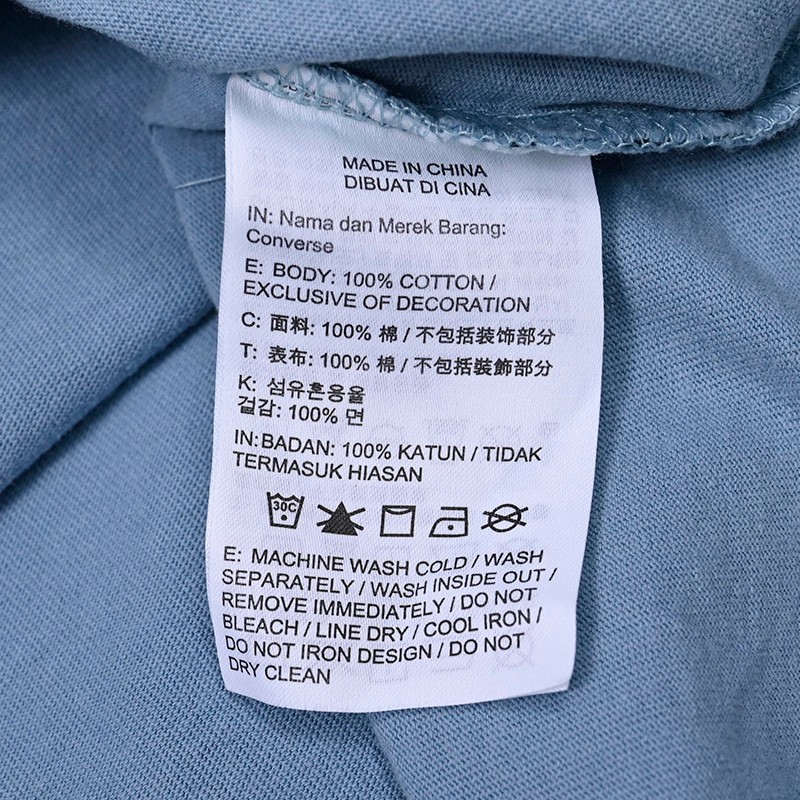 MADE IN CHINA
DIBUAT DI CINA
IN: Nama dan Merek Barang:
Converse
E: BODY: 100% COTTON /
EXCLUSIVE OF DECORATION
C: 面料: 100% 棉 / 不包括装饰部分
T: 表布: 100% 棉 / 不包括裝飾部分
K: 섬유혼용율
겉감: 100% 면
IN:BADAN: 100% KATUN / TIDAK
TERMASUK HIASAN
30C
E: MACHINE WASH COLD / WASH
SEPARATELY / WASH INSIDE OUT /
REMOVE IMMEDIATELY / DO NOT
BLEACH / LINE DRY / COOL IRON /
DO NOT IRON DESIGN / DO NOT
DRY CLEAN